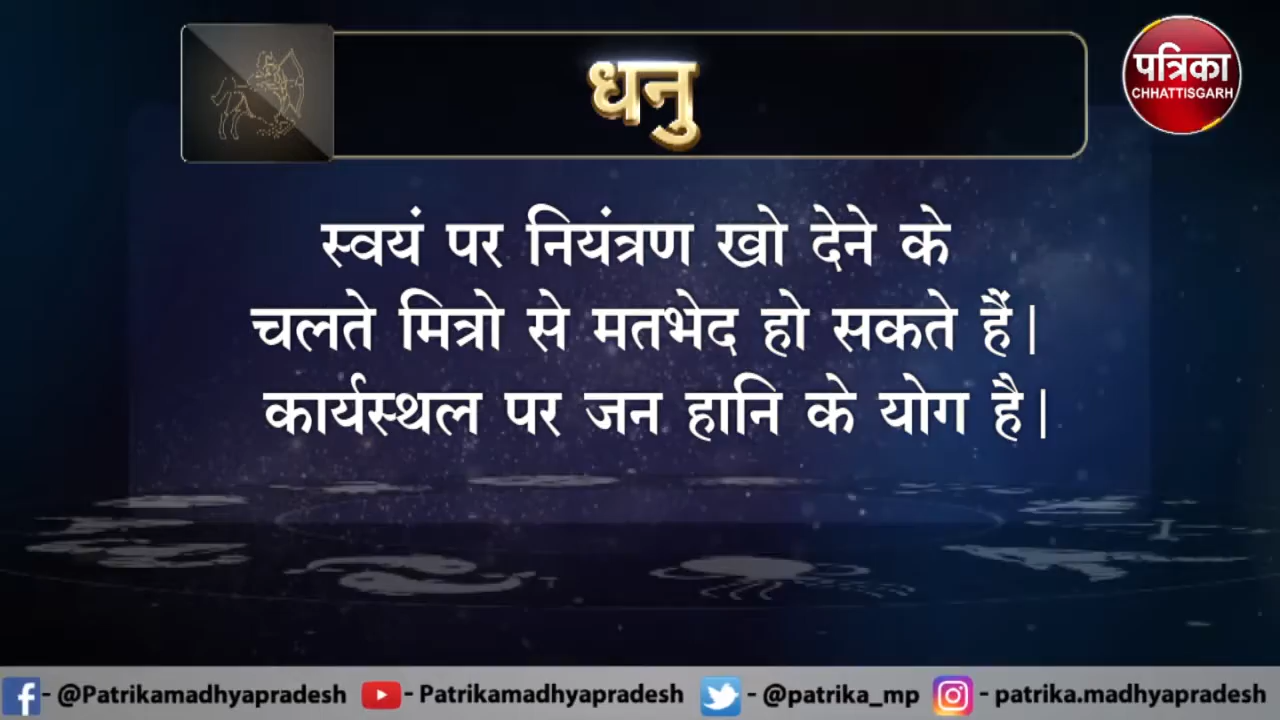 धनु
पत्रिका
CHHATTISGARH
स्वयं पर नियंत्रण खो देने के
चलते मित्रो से मतभेद हो सकते हैं|
कार्यस्थल पर जन हानि के योग है|
- @Patrikamadhyapradesh - Patrikamadhyapradesh - @patrika_mp - patrika.madhyapradesh